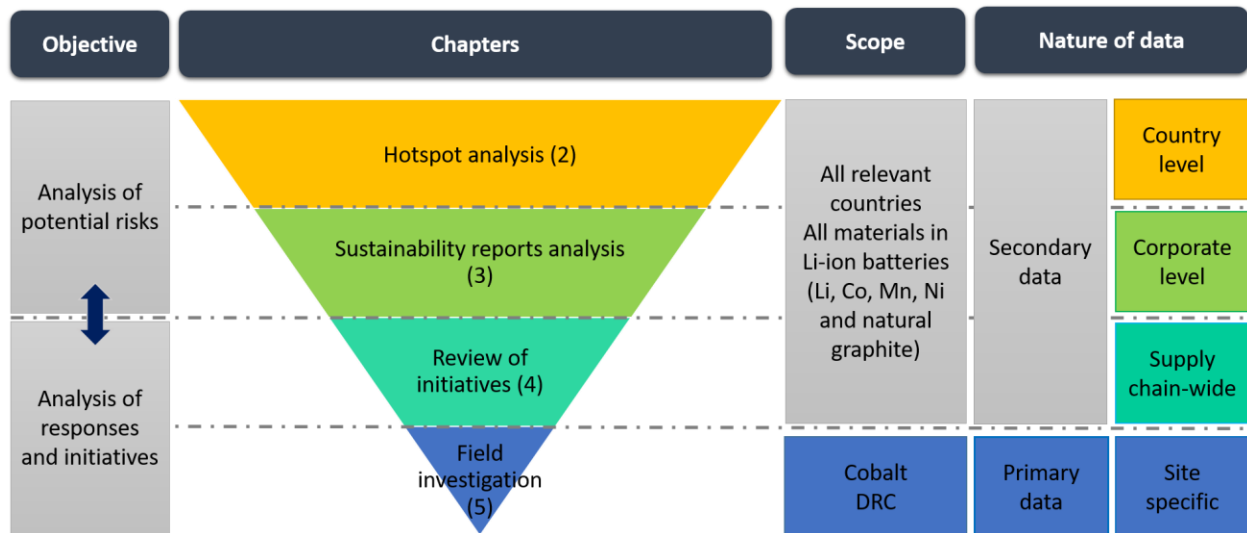 Objective
Chapters
Scope
Nature of data
Analysis of
potential risks
Analysis of
responses
and initiatives
Hotspot analysis (2)
Sustainability reports analysis
(3)
Review of
initiatives (4)
Field
investigation
(5)
All relevant
countries
All materials in
Li-ion batteries
(Li, Co, Mn, Ni
and natural
graphite)
Cobalt
DRC
Secondary
data
Primary
data
Country
level
Corporate
level
Supply
chain-wide
Site
specific